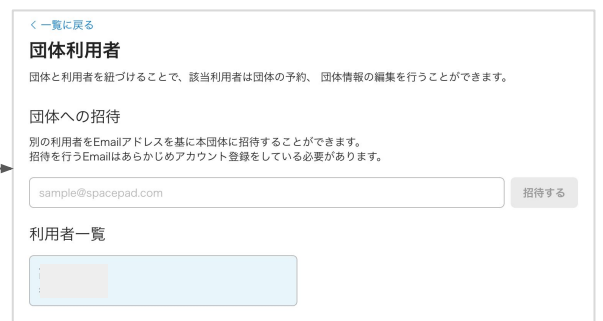 < 一覧に戻る
団体利用者
団体と利用者を紐づけることで、該当利用者は団体の予約、 団体情報の編集を行うことができます。
団体への招待
別の利用者をEmailアドレスを基に本団体に招待することができます。
招待を行うEmailはあらかじめアカウント登録をしている必要があります。
sample@spacepad.com
招待する
利用者一覧